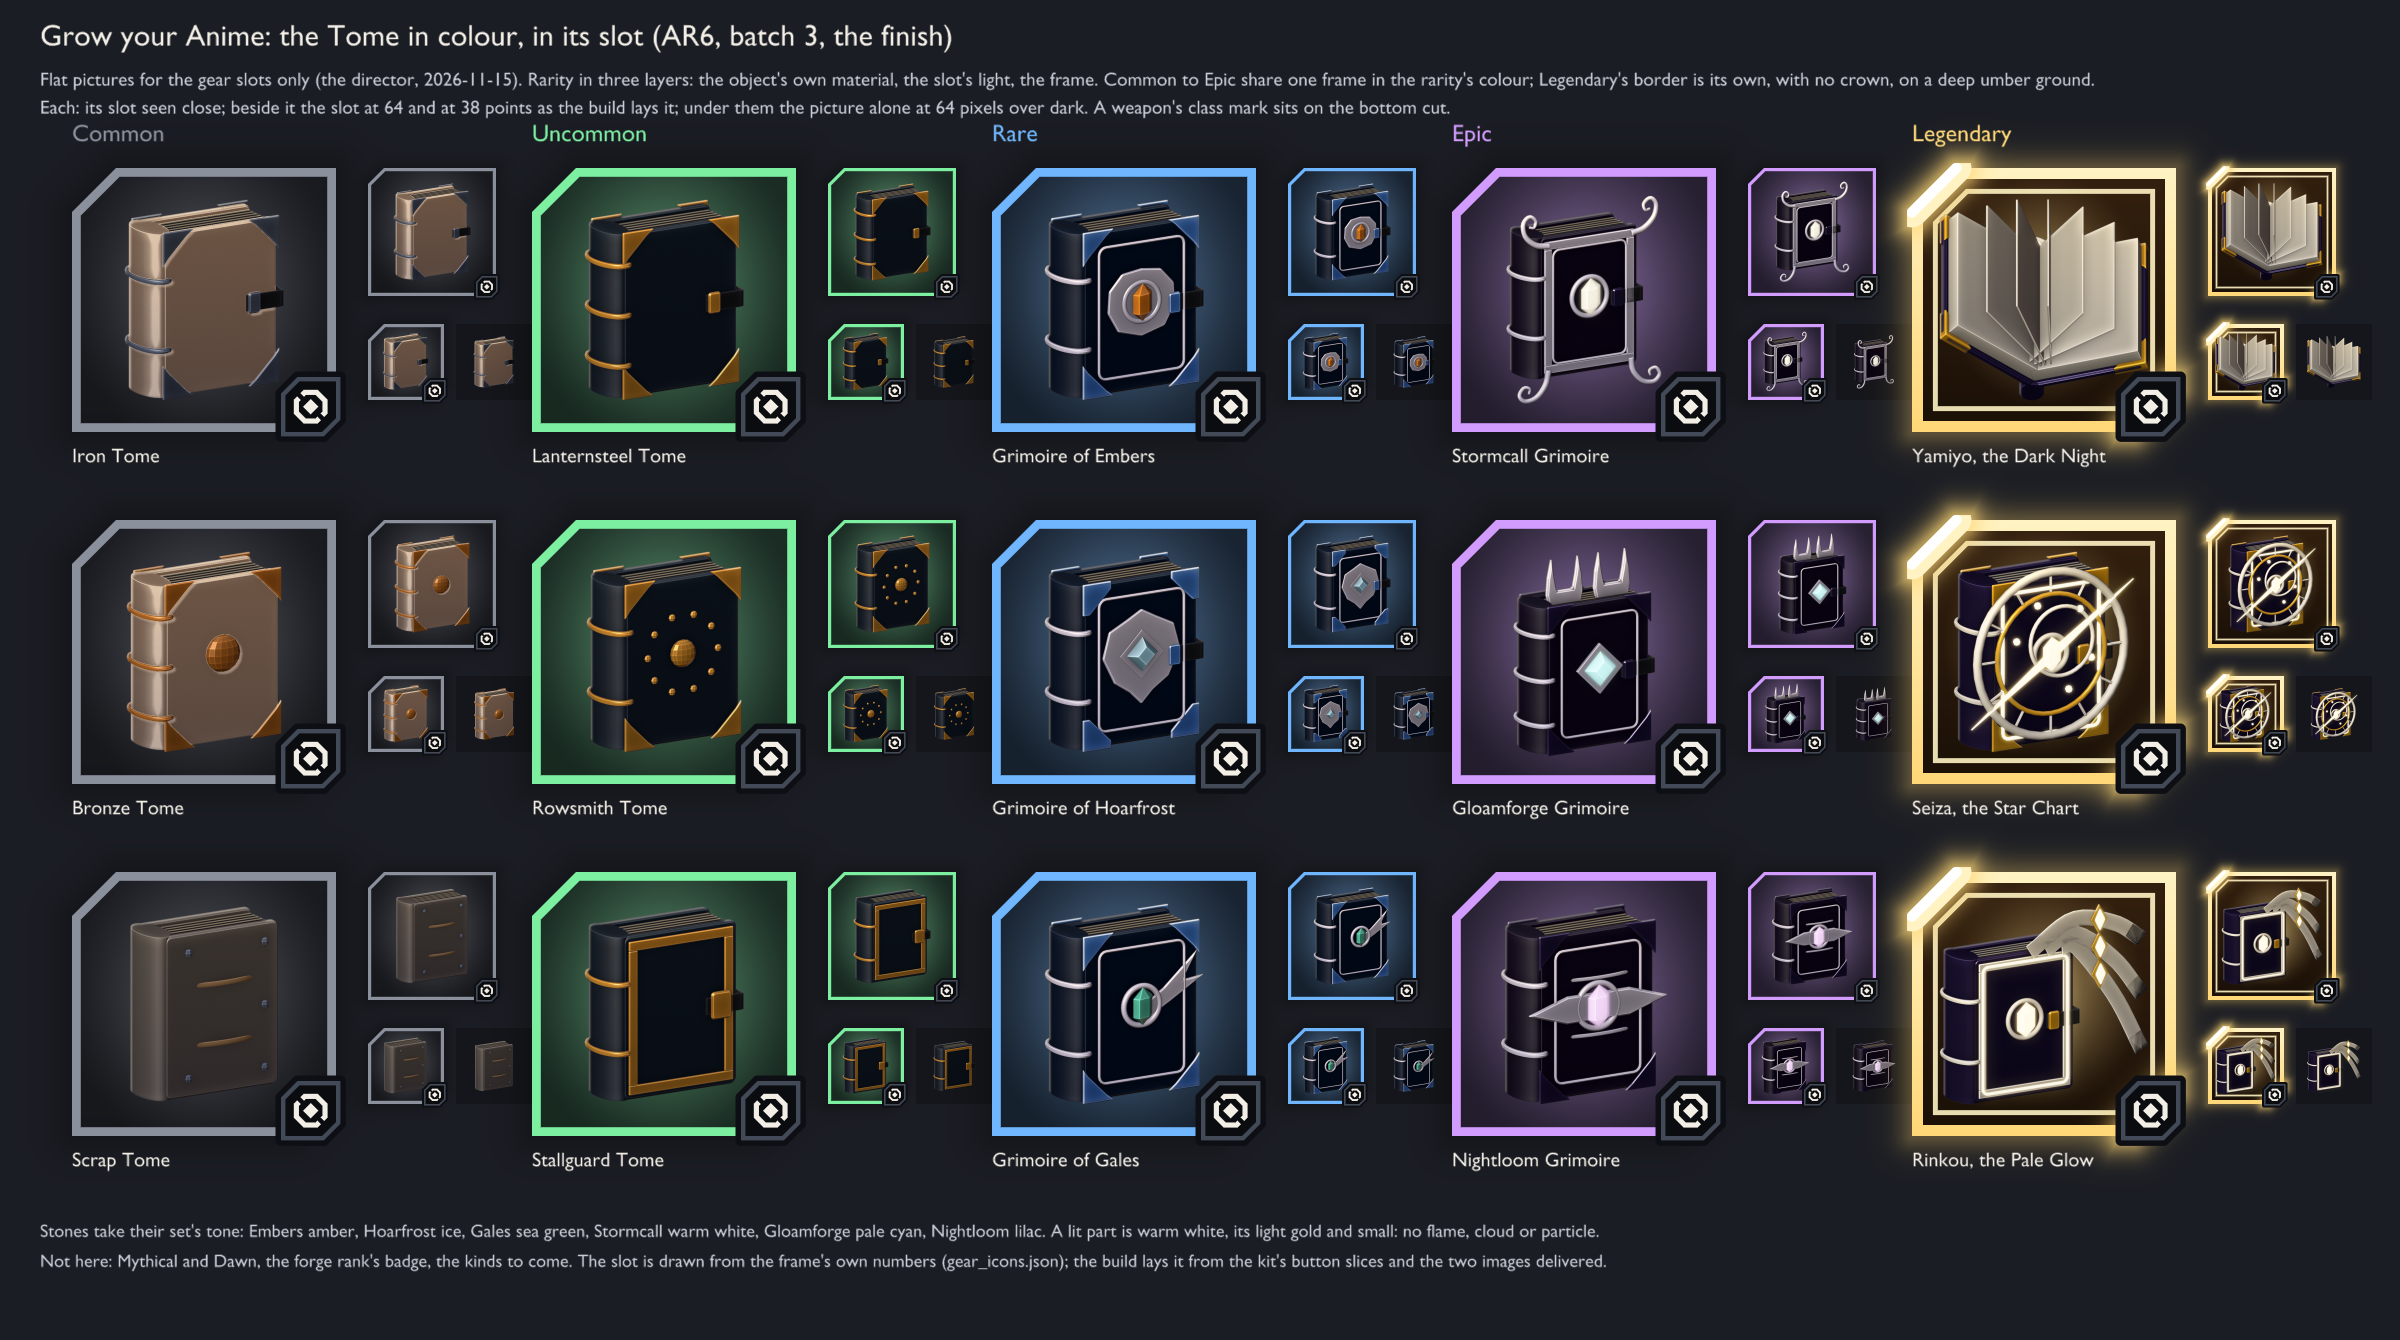 Grow your Anime: the Tome in colour, in its slot (AR6, batch 3, the finish)
Flat pictures for the gear slots only (the director, 2026-11-15). Rarity in three layers: the object's own material, the slot's light, the frame. Common to Epic share one frame in the rarity's colour; Legendary's border is its own, with no crown, on a deep umber ground.
Each: its slot seen close; beside it the slot at 64 and at 38 points as the build lays it; under them the picture alone at 64 pixels over dark. A weapon's class mark sits on the bottom cut.
Common Uncommon Rare Epic Legendary
Iron Tome Lanternsteel Tome Grimoire of Embers Stormcall Grimoire Yamiyo, the Dark Night
Bronze Tome Rowsmith Tome Grimoire of Hoarfrost Gloamforge Grimoire Seiza, the Star Chart
Scrap Tome Stallguard Tome Grimoire of Gales Nightloom Grimoire Rinkou, the Pale Glow
Stones take their set's tone: Embers amber, Hoarfrost ice, Gales sea green, Stormcall warm white, Gloamforge pale cyan, Nightloom lilac. A lit part is warm white, its light gold and small: no flame, cloud or particle.
Not here: Mythical and Dawn, the forge rank's badge, the kinds to come. The slot is drawn from the frame's own numbers (gear_icons.json); the build lays it from the kit's button slices and the two images delivered.